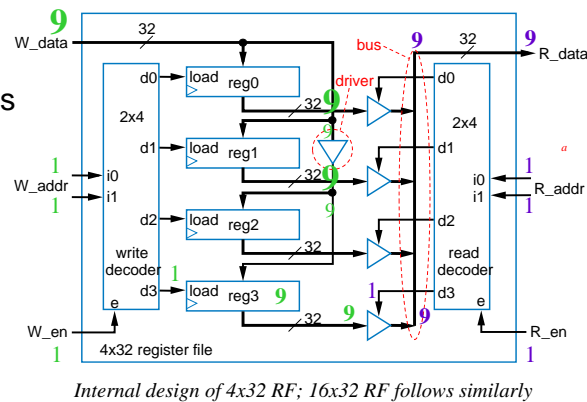 9 9 9
W_data 32 bus 32 R_data
d0 load reg0 driver d0
2x4 32 9 2x4
9
s
d1 load reg1 d1 a
1 i0 32 9 i0 1
W_addr i1 9 i1 R_addr
1 d2 load reg2 d2 1
write decoder 32 read decoder
1
d3 load reg3 9 9 1 d3
e 32 9 e
W_en R_en
1 4x32 register file 1
Internal design of 4x32 RF; 16x32 RF follows similarly